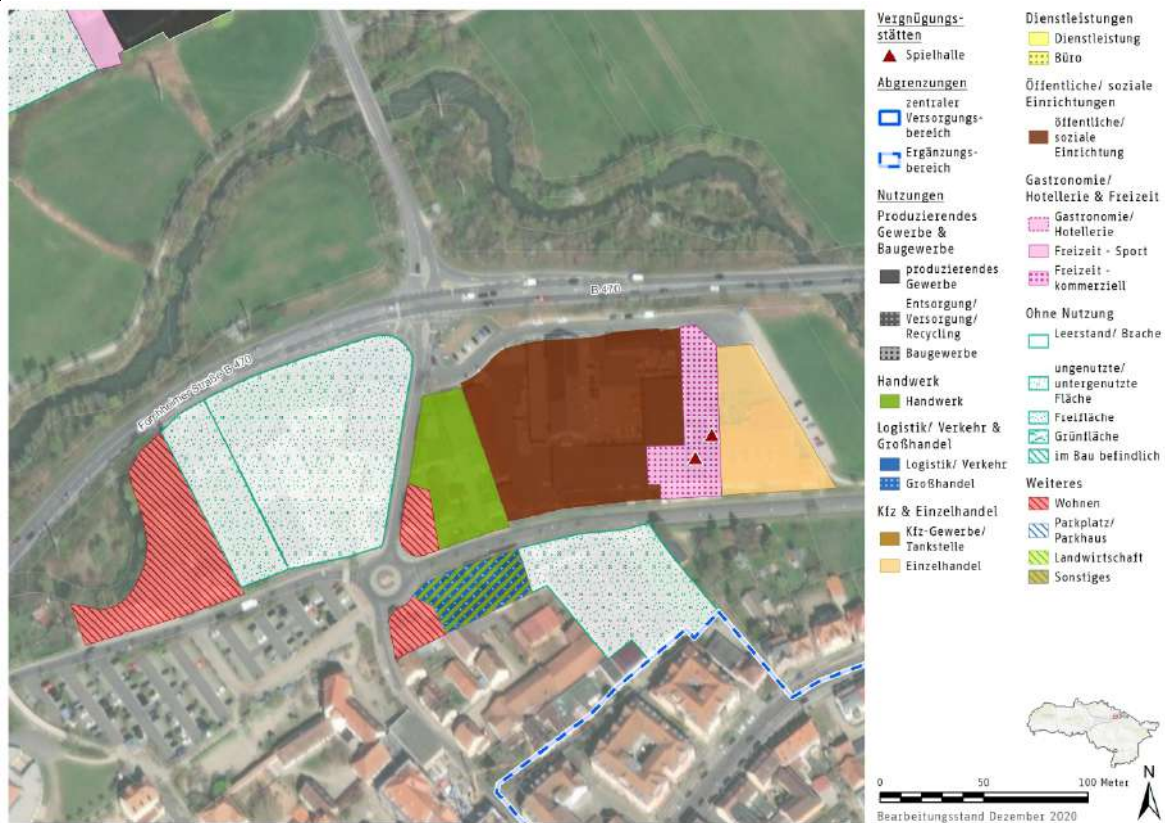 Vergnügungs-
stätten
Spielhalle
Abgrenzungen
zentraler
Versorgungs-
bereich
Ergänzungs-
bereich
Nutzungen
Produzierendes
Gewerbe &
Baugewerbe
produzierendes
Gewerbe
Entsorgung/
Versorgung/
Recycling
Baugewerbe
Handwerk
Handwerk
Logistik/ Verkehr &
Großhandel
Logistik/ Verkehr
Großhandel
Kfz & Einzelhandel
Kfz-Gewerbe/
Tankstelle
Einzelhandel
Dienstleistungen
Dienstleistung
Büro
Öffentliche/ soziale
Einrichtungen
öffentliche/
soziale
Einrichtung
Gastronomie/
Hotellerie & Freizeit
Gastronomie/
Hotellerie
Freizeit - Sport
Freizeit -
kommerziell
Ohne Nutzung
Leerstand/ Brache
ungenutzte/
untergenutzte
Fläche
Freifläche
Grünfläche
im Bau befindlich
Weiteres
Wohnen
Parkplatz/
Parkhaus
Landwirtschaft
Sonstiges
B 470
Forchheimer Straße B 470
0 50 100 Meter
N
Bearbeitungsstand Dezember 2020